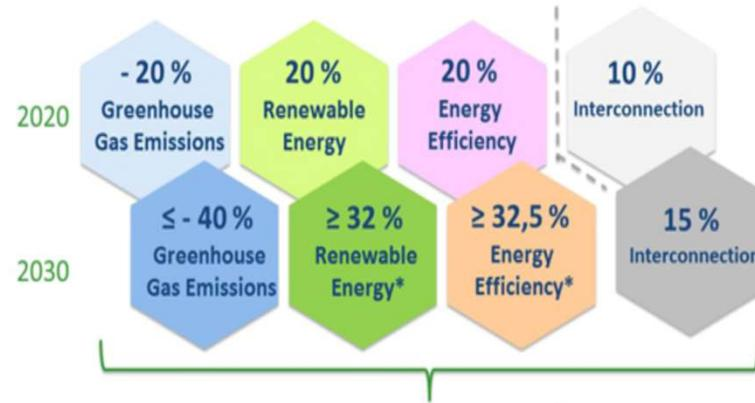 2020
- 20 %
Greenhouse
Gas Emissions
20 %
Renewable
Energy
20 %
Energy
Efficiency
10 %
Interconnection
2030
≤ - 40 %
Greenhouse
Gas Emissions
≥ 32 %
Renewable
Energy*
≥ 32,5 %
Energy
Efficiency*
15 %
Interconnection